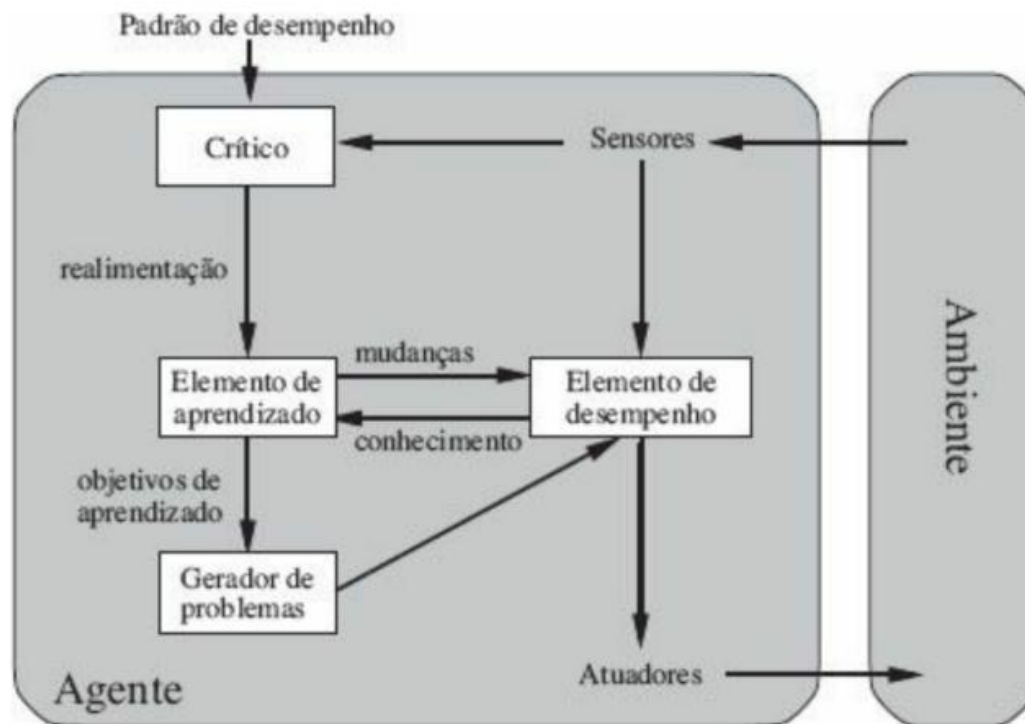 Padrão de desempenho
Crítico
Sensores
realimentação
mudanças
Elemento de
aprendizado
Elemento de
desempenho
conhecimento
objetivos de
aprendizado
Gerador de
problemas
Atuadores
Agente
Ambiente